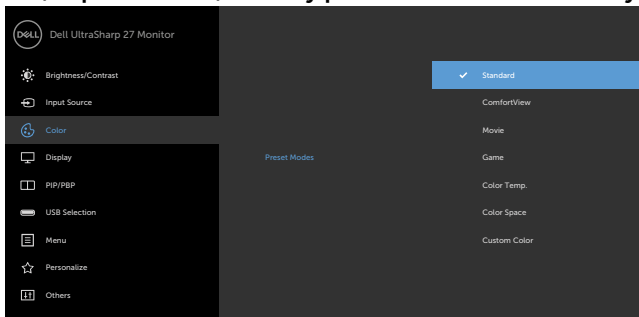 DELL Dell UltraSharp 27 Monitor
Brightness/Contrast
Standard
Input Source
ComfortView
Color
Movie
Display
Preset Modes
Game
PIP/PBP
Color Temp.
USB Selection
Color Space
Menu
Custom Color
Personalize
Others